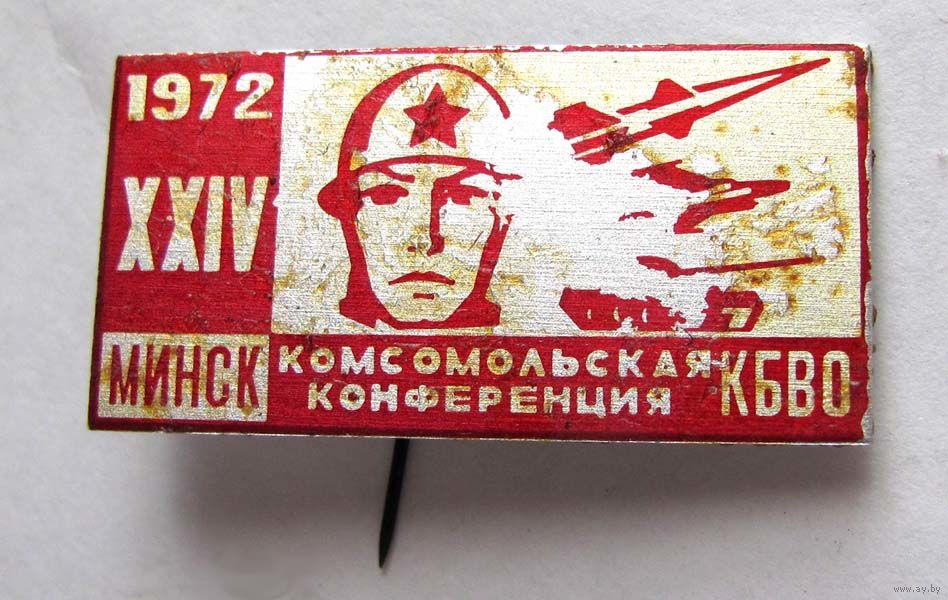 1972
XXIV
МИНСК
КОМСОМОЛЬСКАЯ
КОНФЕРЕНЦИЯ
КБВО
www.ay.by